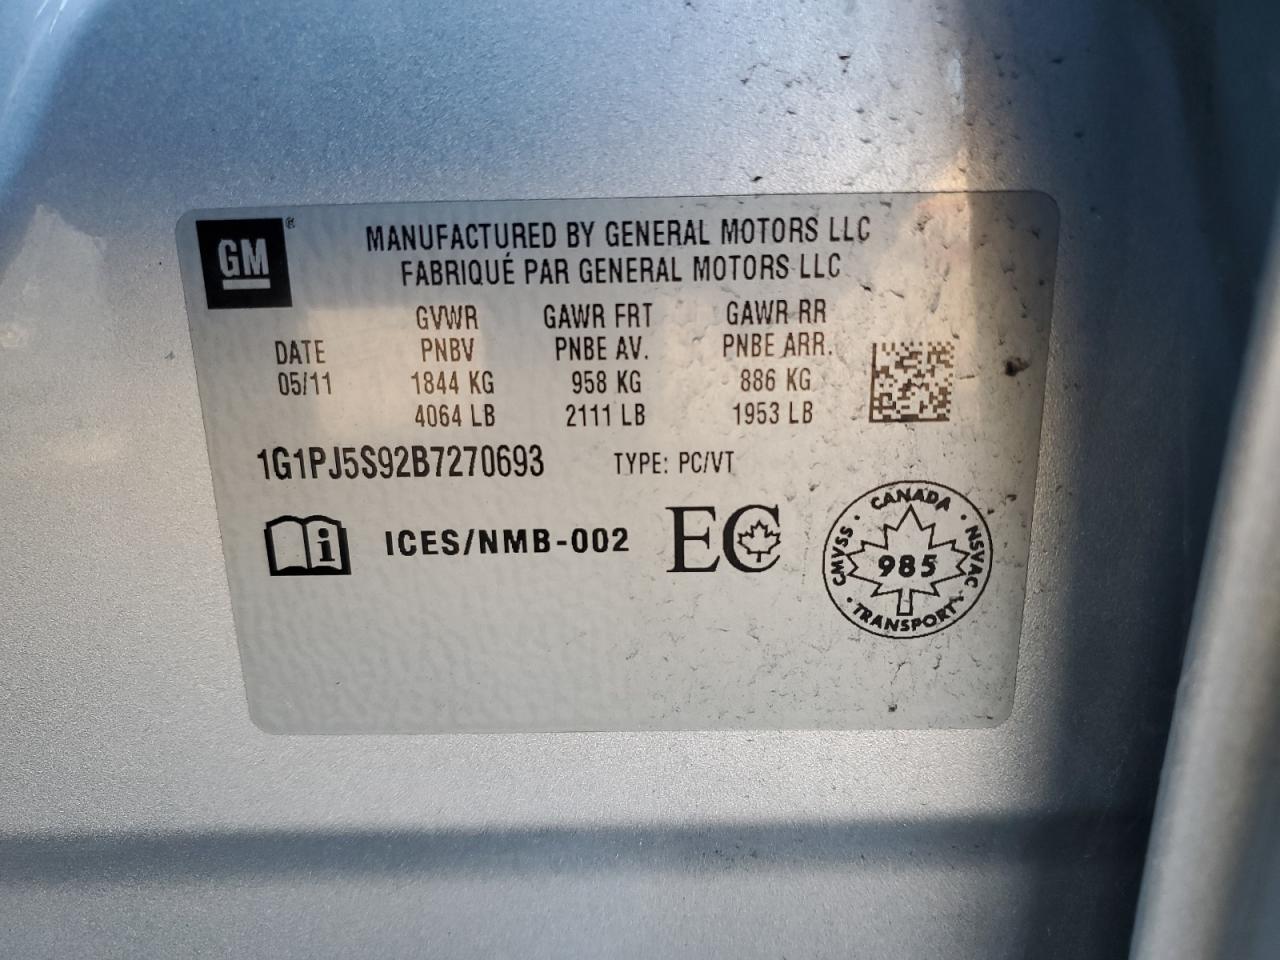 GM ®
MANUFACTURED BY GENERAL MOTORS LLC
FABRIQUÉ PAR GENERAL MOTORS LLC
GVWR GAWR FRT GAWR RR
DATE PNBV PNBE AV. PNBE ARR.
05/11 1844 KG 958 KG 886 KG
4064 LB 2111 LB 1953 LB
1G1PJ5S92B7270693 TYPE: PC/VT
i ICES/NMB-002 EC
CANADA
CMVSS · NSVAC
985
· TRANSPORT ·